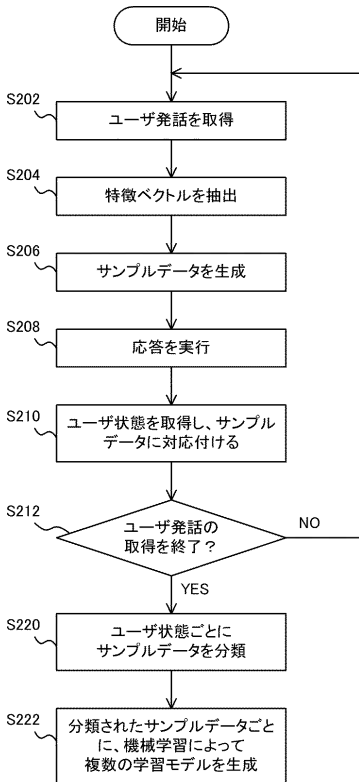 開始
S202
ユーザ発話を取得
S204
特徴ベクトルを抽出
S206
サンプルデータを生成
S208
応答を実行
S210
ユーザ状態を取得し、サンプル
データに対応付ける
S212
ユーザ発話の
取得を終了？
NO
YES
S220
ユーザ状態ごとに
サンプルデータを分類
S222
分類されたサンプルデータごと
に、機械学習によって
複数の学習モデルを生成